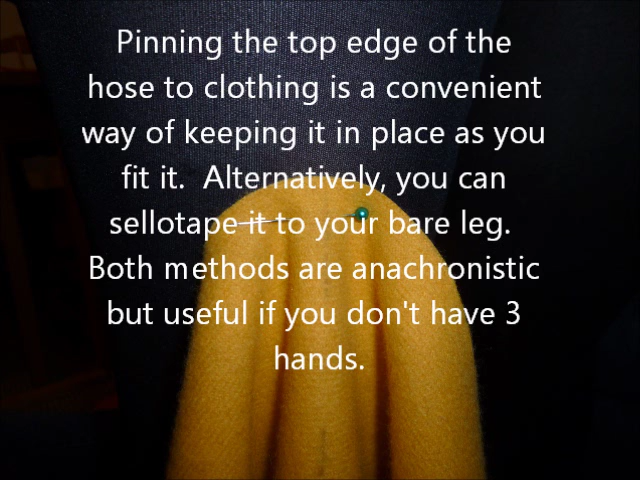 Pinning the top edge of the
hose to clothing is a convenient
way of keeping it in place as you
fit it.  Alternatively, you can
sellotape it to your bare leg.
Both methods are anachronistic
but useful if you don't have 3
hands.